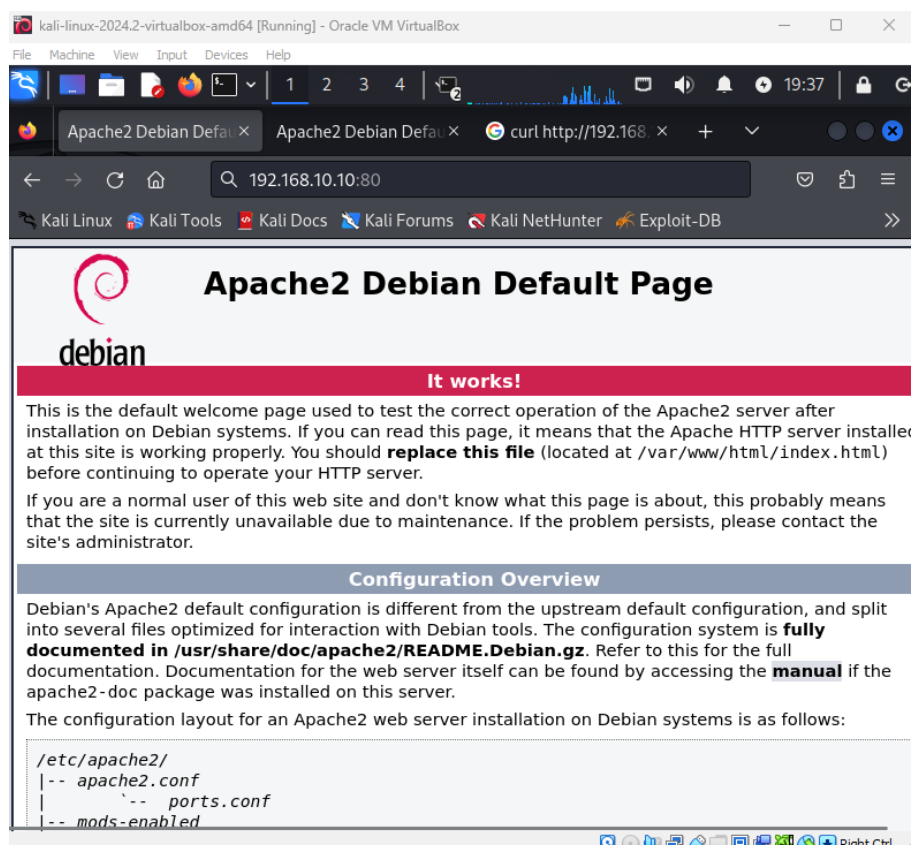 kali-linux-2024.2-virtualbox-amd64 [Running] - Oracle VM VirtualBox
File Machine View Input Devices Help
1 2 3 4 2 19:37
Apache2 Debian Defau Apache2 Debian Defau curl http://192.168.
192.168.10.10:80
Kali Linux Kali Tools Kali Docs Kali Forums Kali NetHunter Exploit-DB
debian
Apache2 Debian Default Page
It works!
This is the default welcome page used to test the correct operation of the Apache2 server after
installation on Debian systems. If you can read this page, it means that the Apache HTTP server installed
at this site is working properly. You should replace this file (located at /var/www/html/index.html)
before continuing to operate your HTTP server.
If you are a normal user of this web site and don't know what this page is about, this probably means
that the site is currently unavailable due to maintenance. If the problem persists, please contact the
site's administrator.
Configuration Overview
Debian's Apache2 default configuration is different from the upstream default configuration, and split
into several files optimized for interaction with Debian tools. The configuration system is fully
documented in /usr/share/doc/apache2/README.Debian.gz. Refer to this for the full
documentation. Documentation for the web server itself can be found by accessing the manual if the
apache2-doc package was installed on this server.
The configuration layout for an Apache2 web server installation on Debian systems is as follows:
/etc/apache2/
|-- apache2.conf
|       `--  ports.conf
|-- mods-enabled
Right Ctrl